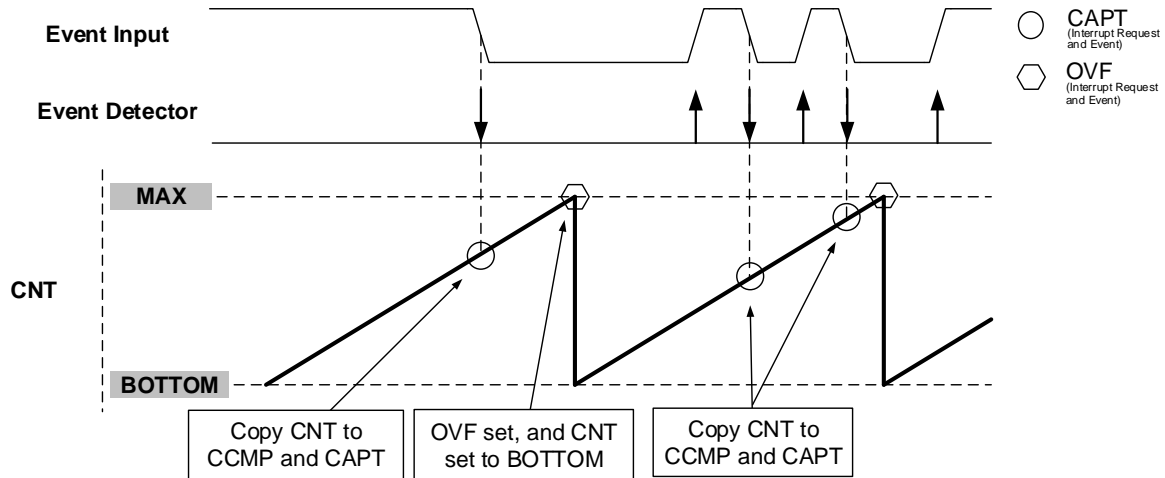 Event Input
CAPT
(Interrupt Request
and Event)
OVF
(Interrupt Request
and Event)
Event Detector
MAX
CNT
BOTTOM
Copy CNT to
CCMP and CAPT
OVF set, and CNT
set to BOTTOM
Copy CNT to
CCMP and CAPT